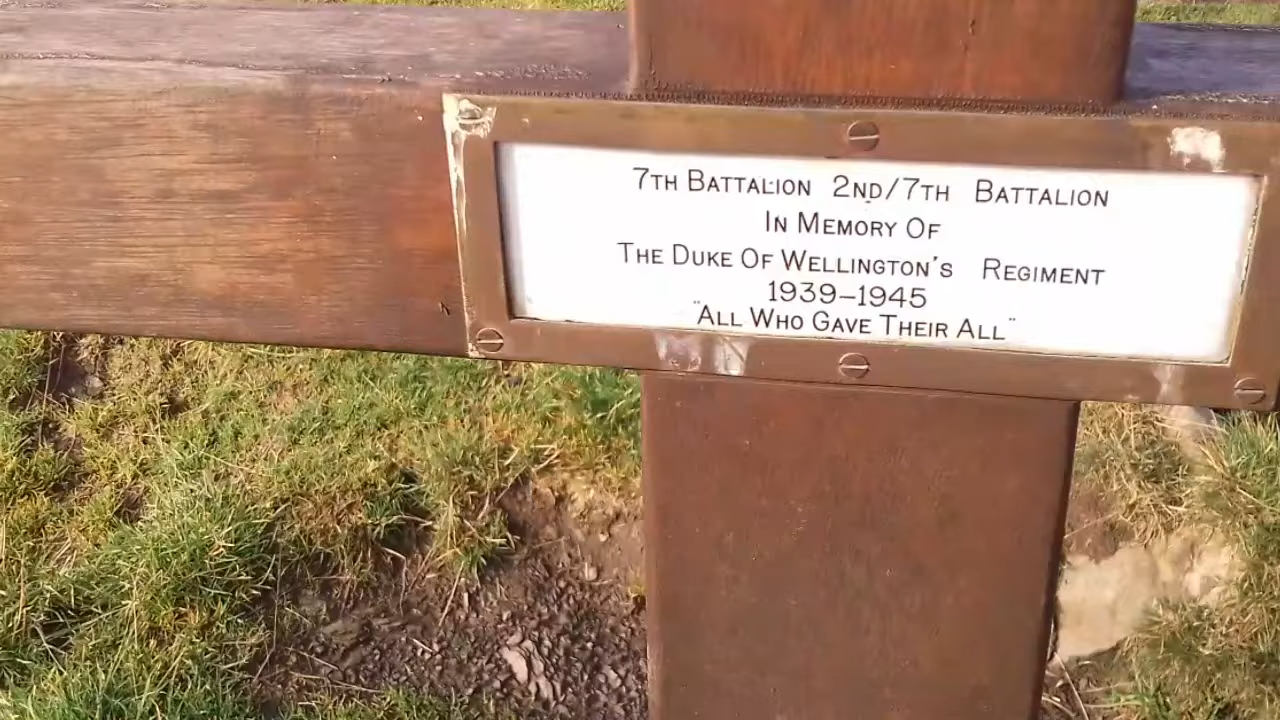 7TH BATTALION 2ND/7TH BATTALION
IN MEMORY OF
THE DUKE OF WELLINGTON'S REGIMENT
1939-1945
"ALL WHO GAVE THEIR ALL"